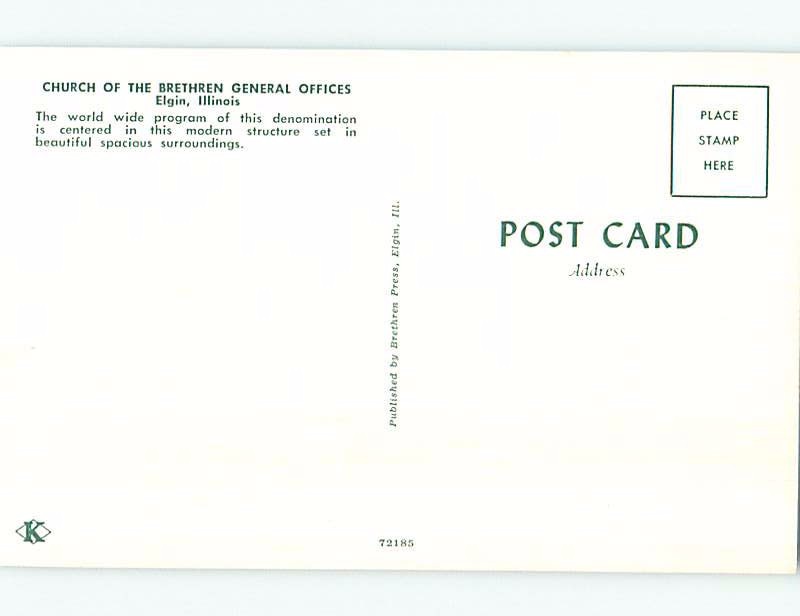 CHURCH OF THE BRETHREN GENERAL OFFICES
Elgin, Illinois
The world wide program of this denomination
is centered in this modern structure set in
beautiful spacious surroundings.
PLACE
STAMP
HERE
POST CARD
Address
Published by Brethren Press, Elgin, Ill.
K
72185